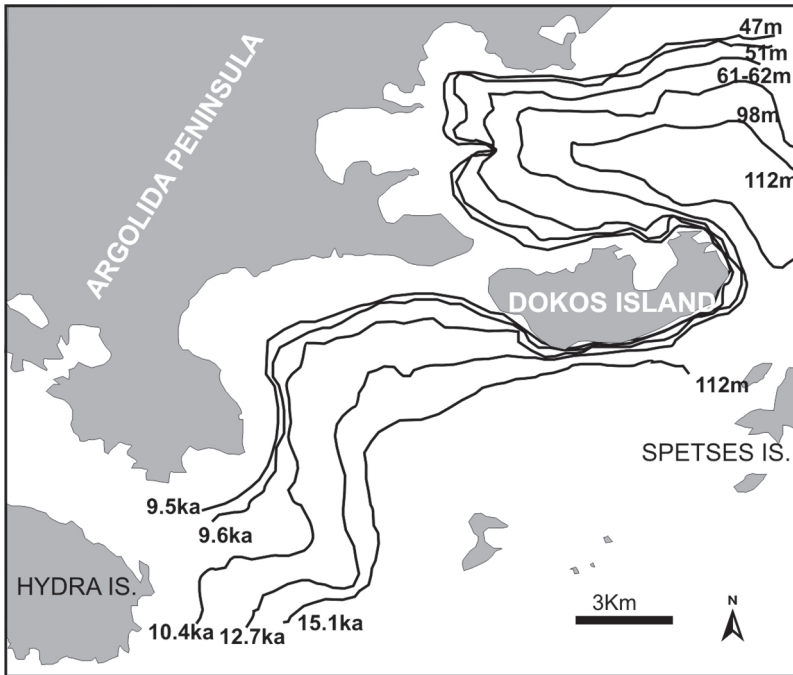 47m
51m
61-62m
98m
112m
ARGOLIDA PENINSULA
DOKOS ISLAND
112m
SPETSES IS.
9.5ka
9.6ka
HYDRA IS.
10.4ka
12.7ka
15.1ka
3Km
N